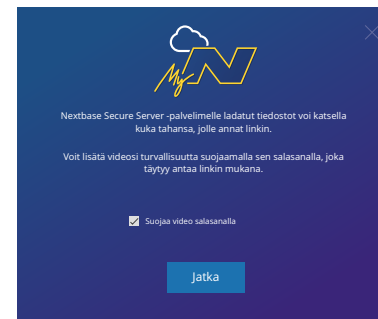 My N
Nextbase Secure Server -palvelimelle ladatut tiedostot voi katsella
kuka tahansa, jolle annat linkin.
Voit lisätä videosi turvallisuutta suojaamalla sen salasanalla, joka
täytyy antaa linkin mukana.
Suojaa video salasanalla
Jatka